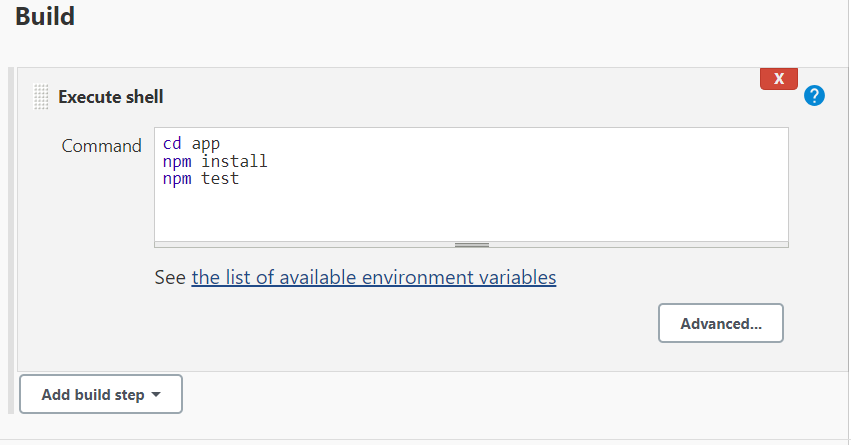 Build
X
Execute shell
?
Command
cd app
npm install
npm test
See the list of available environment variables
Advanced...
Add build step